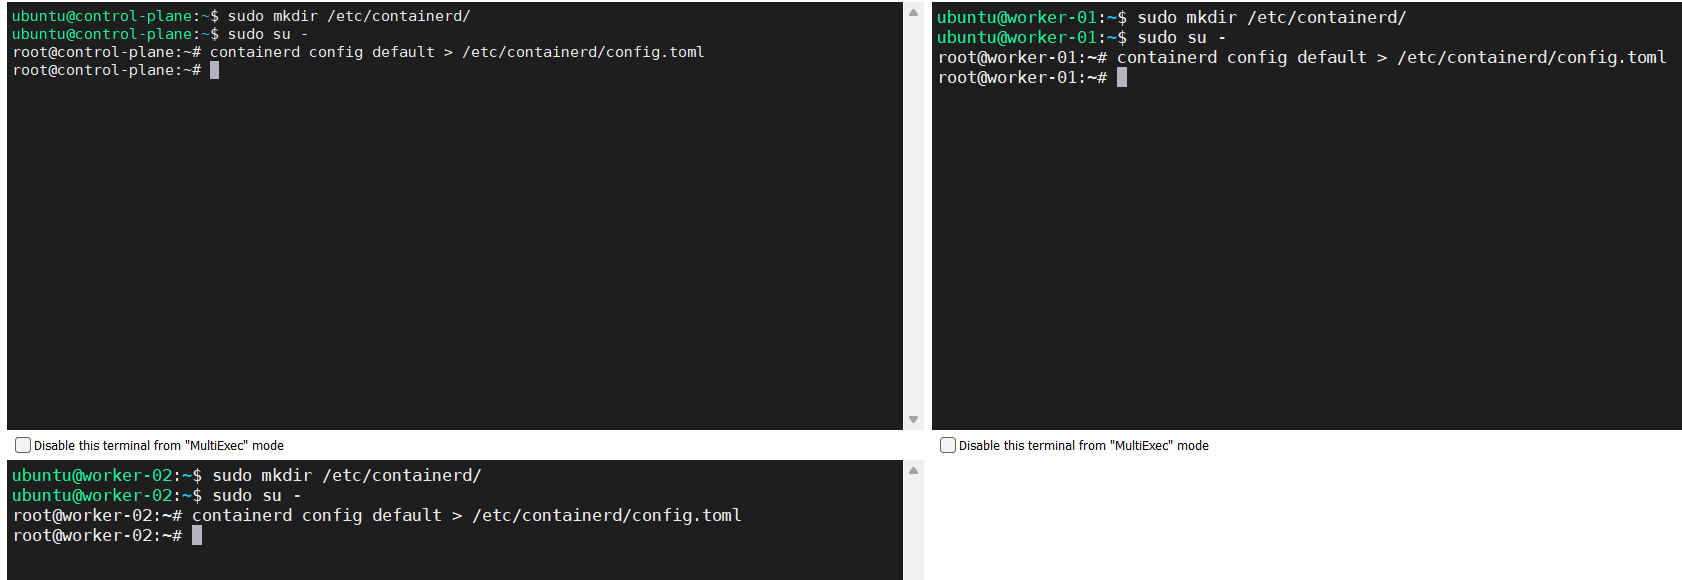 ubuntu@control-plane:~$ sudo mkdir /etc/containerd/
ubuntu@control-plane:~$ sudo su -
root@control-plane:~# containerd config default > /etc/containerd/config.toml
root@control-plane:~#
Disable this terminal from "MultiExec" mode
ubuntu@worker-01:~$ sudo mkdir /etc/containerd/
ubuntu@worker-01:~$ sudo su -
root@worker-01:~# containerd config default > /etc/containerd/config.toml
root@worker-01:~#
Disable this terminal from "MultiExec" mode
ubuntu@worker-02:~$ sudo mkdir /etc/containerd/
ubuntu@worker-02:~$ sudo su -
root@worker-02:~# containerd config default > /etc/containerd/config.toml
root@worker-02:~#